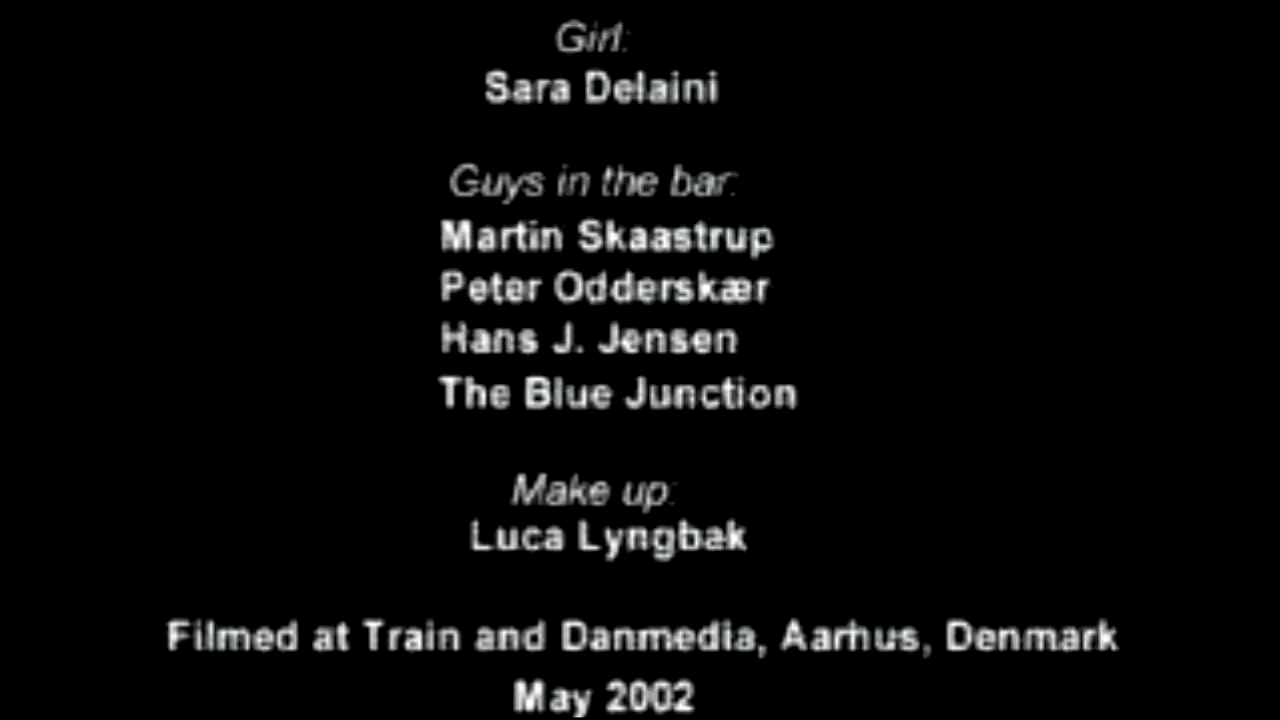 Girl:
Sara Delaini
Guys in the bar:
Martin Skaastrup
Peter Odderskær
Hans J. Jensen
The Blue Junction
Make up:
Luca Lyngbak
Filmed at Train and Danmedia, Aarhus, Denmark
May 2002